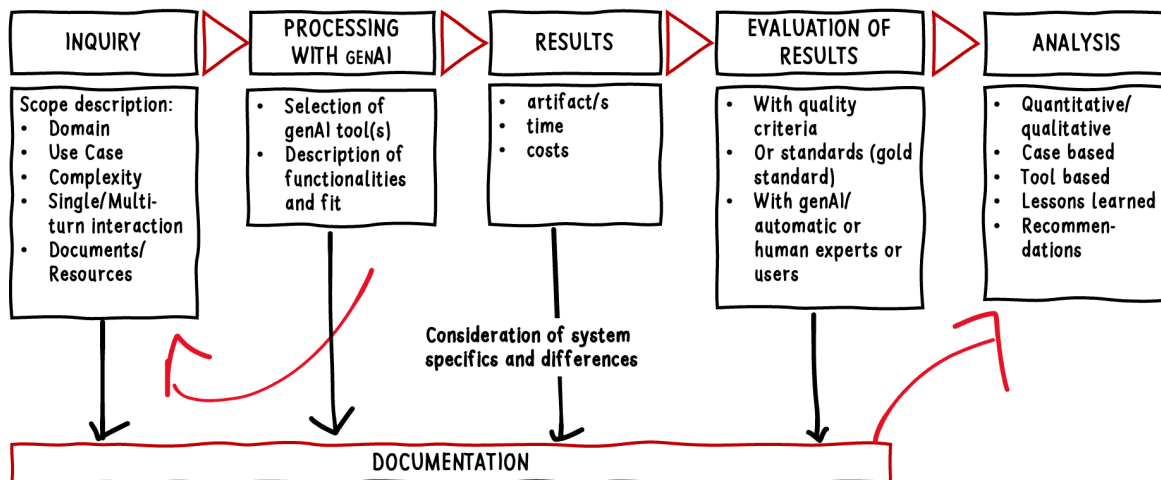 INQUIRY
PROCESSING
WITH GENAI
RESULTS
EVALUATION OF
RESULTS
ANALYSIS
Scope description:
• Domain
• Use Case
• Complexity
• Single/Multi-
turn interaction
• Documents/
Resources
• Selection of
genAI tool(s)
• Description of
functionalities
and fit
• artifact/s
• time
• costs
• With quality
criteria
• Or standards (gold
standard)
• With genAI/
automatic or
human experts or
users
• Quantitative/
qualitative
• Case based
• Tool based
• Lessons learned
• Recommen-
dations
Consideration of system
specifics and differences
DOCUMENTATION